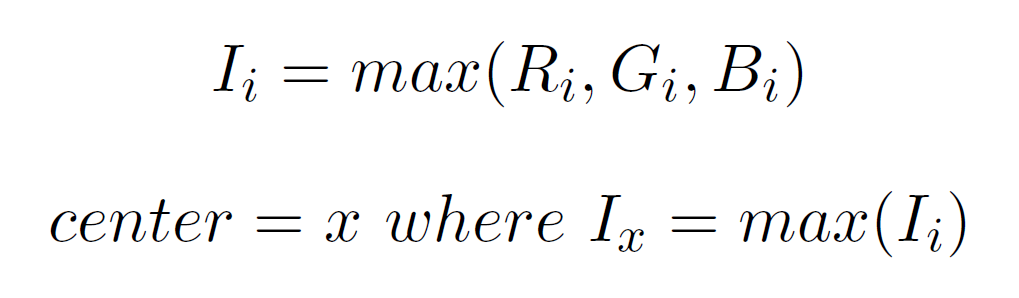 I_i = max(R_i, G_i, B_i)
center = x where I_x = max(I_i)